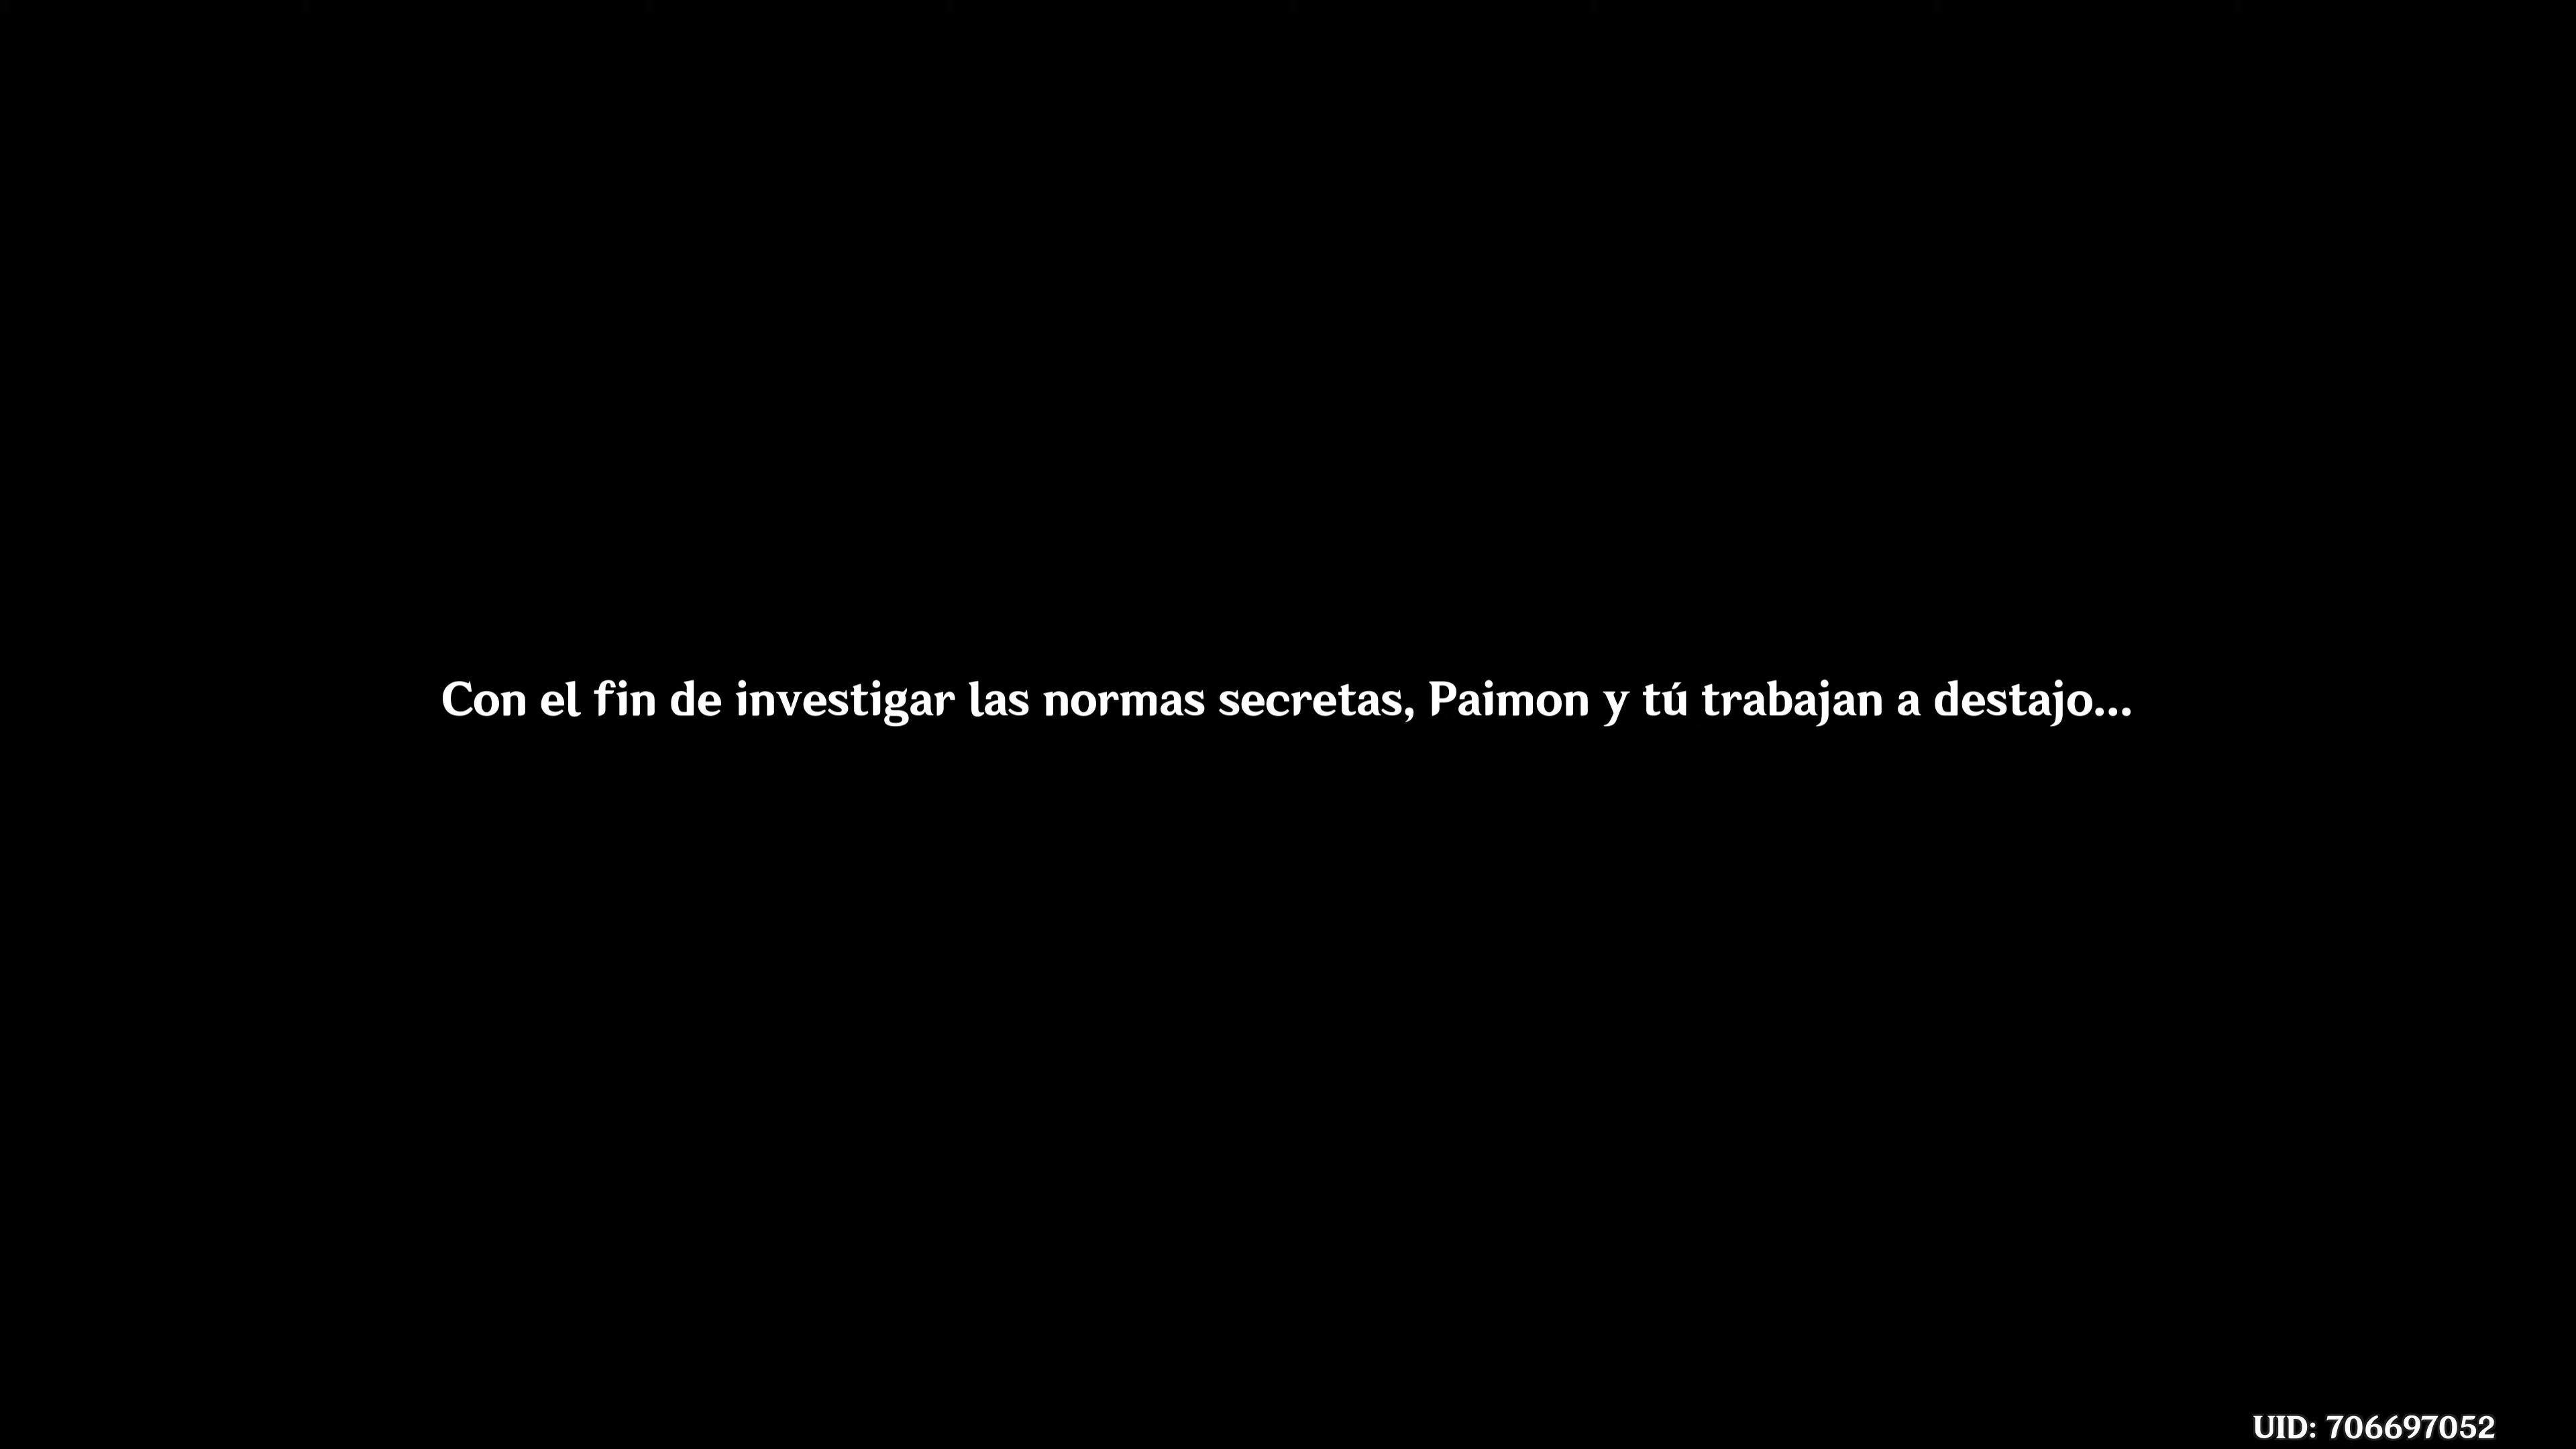 Con el fin de investigar las normas secretas, Paimon y tú trabajan a destajo...
UID: 706697052